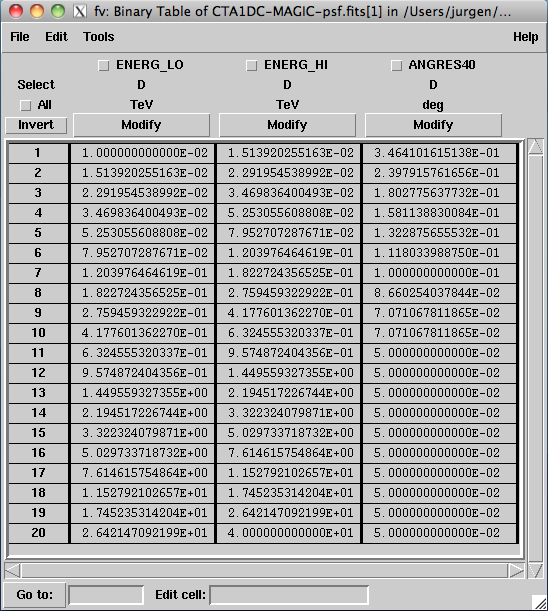 fv: Binary Table of CTA1DC-MAGIC-psf.fits[1] in /Users/jurgen/...
File Edit Tools Help
ENERG_LO ENERG_HI ANGRES40
Select D D D
All TeV TeV deg
Invert Modify Modify Modify
1 1.000000000000E-02 1.513920255163E-02 3.464101615138E-01
2 1.513920255163E-02 2.291954538992E-02 2.397915761656E-01
3 2.291954538992E-02 3.469836400493E-02 1.802775637732E-01
4 3.469836400493E-02 5.253055608808E-02 1.581138830084E-01
5 5.253055608808E-02 7.952707287671E-02 1.322875655532E-01
6 7.952707287671E-02 1.203976464619E-01 1.118033988750E-01
7 1.203976464619E-01 1.822724356525E-01 1.000000000000E-01
8 1.822724356525E-01 2.759459322922E-01 8.660254037844E-02
9 2.759459322922E-01 4.177601362270E-01 7.071067811865E-02
10 4.177601362270E-01 6.324555320337E-01 7.071067811865E-02
11 6.324555320337E-01 9.574872404356E-01 5.000000000000E-02
12 9.574872404356E-01 1.449559327355E+00 5.000000000000E-02
13 1.449559327355E+00 2.194517226744E+00 5.000000000000E-02
14 2.194517226744E+00 3.322324079871E+00 5.000000000000E-02
15 3.322324079871E+00 5.029733718732E+00 5.000000000000E-02
16 5.029733718732E+00 7.614615754864E+00 5.000000000000E-02
17 7.614615754864E+00 1.152792102657E+01 5.000000000000E-02
18 1.152792102657E+01 1.745235314204E+01 5.000000000000E-02
19 1.745235314204E+01 2.642147092199E+01 5.000000000000E-02
20 2.642147092199E+01 4.000000000000E+01 5.000000000000E-02
Go to: Edit cell: